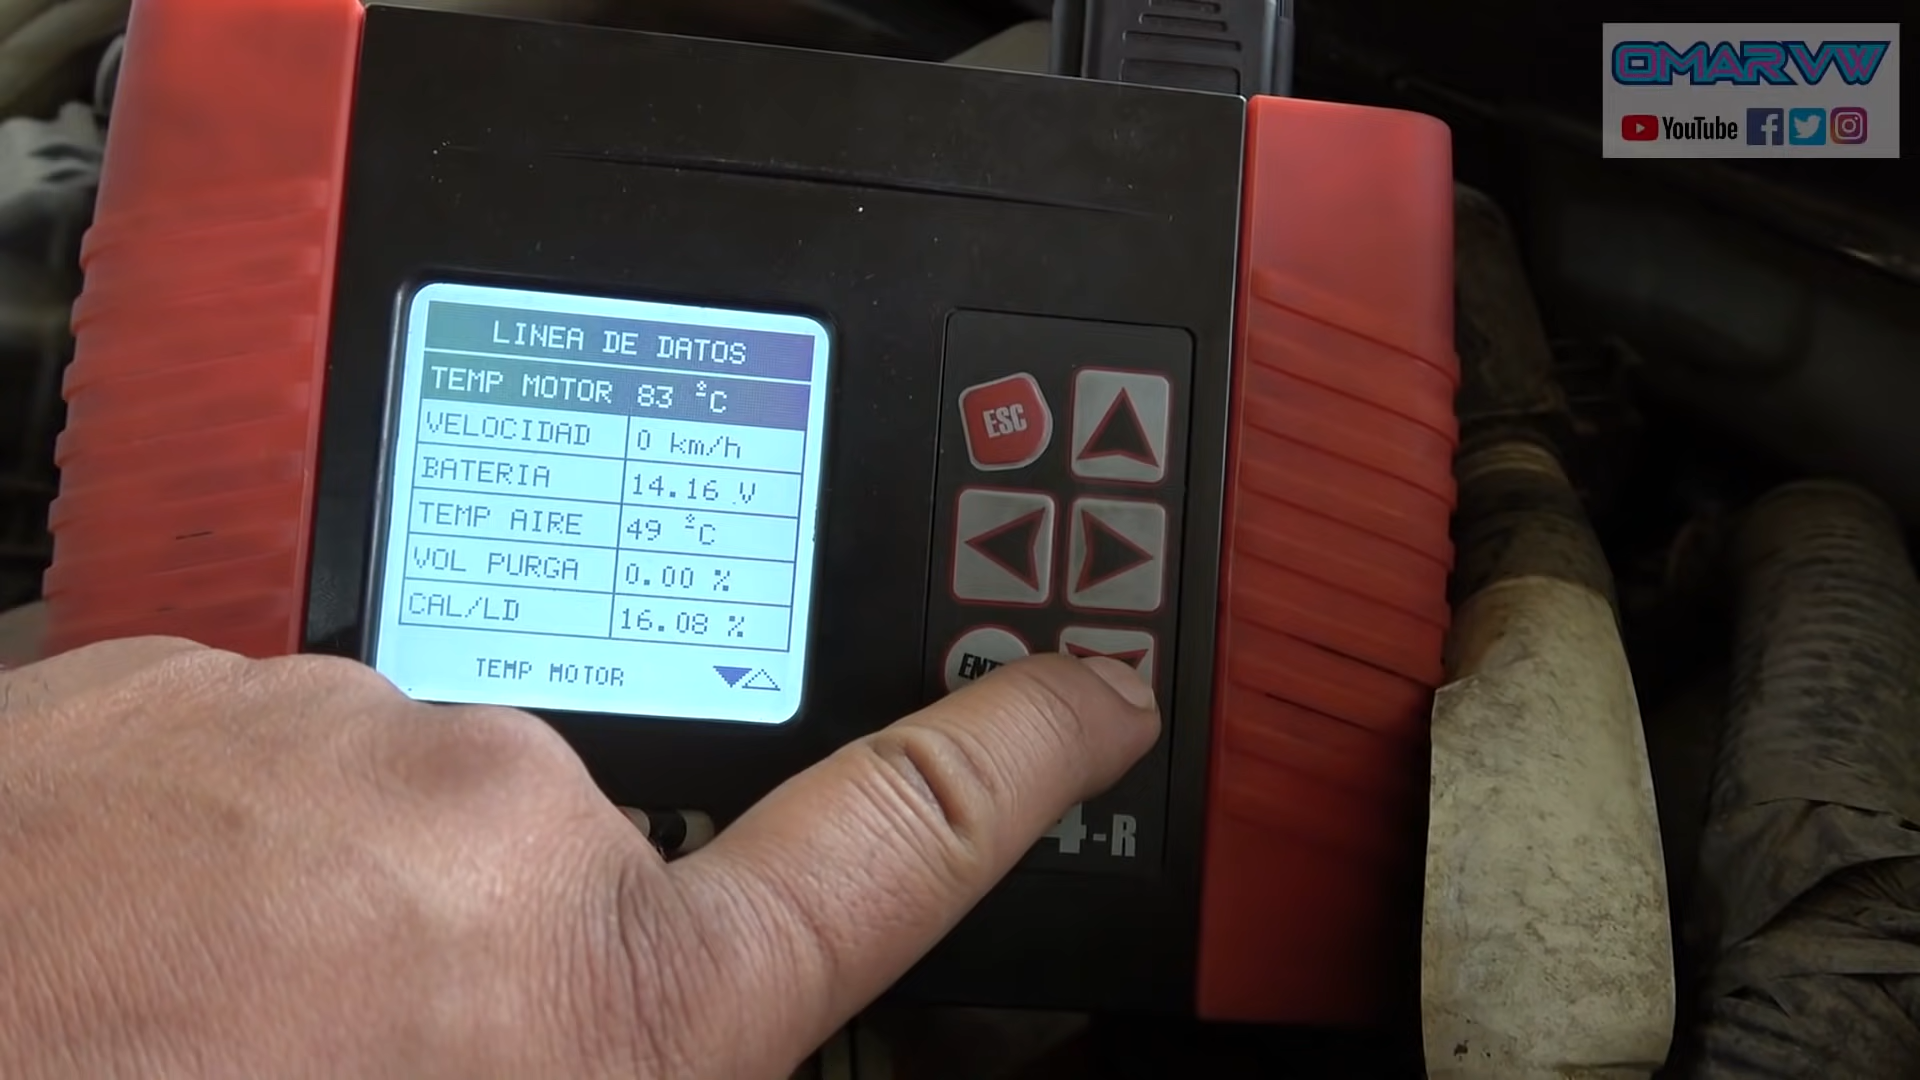 OMARVW
YouTube
LINEA DE DATOS
TEMP MOTOR 83 °C
VELOCIDAD 0 km/h
BATERIA 14.16 V
TEMP AIRE 49 °C
VOL PURGA 0.00 %
CAL/LD 16.08 %
TEMP MOTOR
ESC
4-R